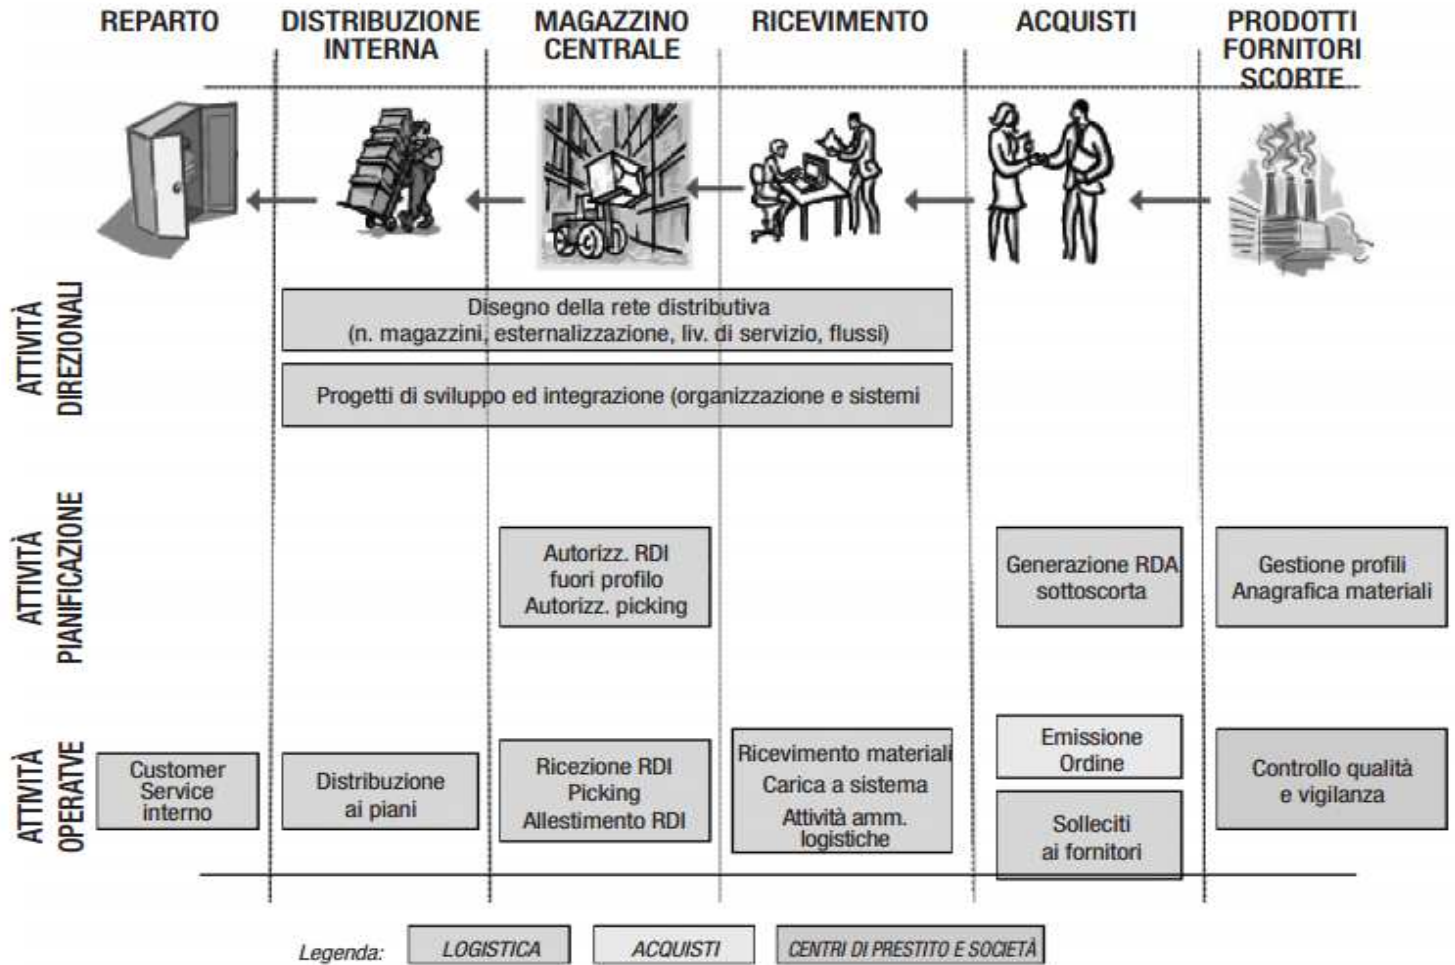 REPARTO
DISTRIBUZIONE
INTERNA
MAGAZZINO
CENTRALE
RICEVIMENTO
ACQUISTI
PRODOTTI
FORNITORI
SCORTE
ATTIVITÀ
DIREZIONALI
Disegno della rete distributiva
(n. magazzini, esternalizzazione, liv. di servizio, flussi)
Progetti di sviluppo ed integrazione (organizzazione e sistemi
ATTIVITÀ
PIANIFICAZIONE
Autorizz. RDI
fuori profilo
Autorizz. picking
Generazione RDA
sottoscorta
Gestione profili
Anagrafica materiali
ATTIVITÀ
OPERATVE
Customer
Service
interno
Distribuzione
ai piani
Ricezione RDI
Picking
Allestimento RDI
Ricevimento materiali
Carica a sistema
Attività amm.
logistiche
Emissione
Ordine
Solleciti
ai fornitori
Controllo qualità
e vigilanza
Legenda:
LOGISTICA
ACQUISTI
CENTRI DI PRESTITO E SOCIETÀ